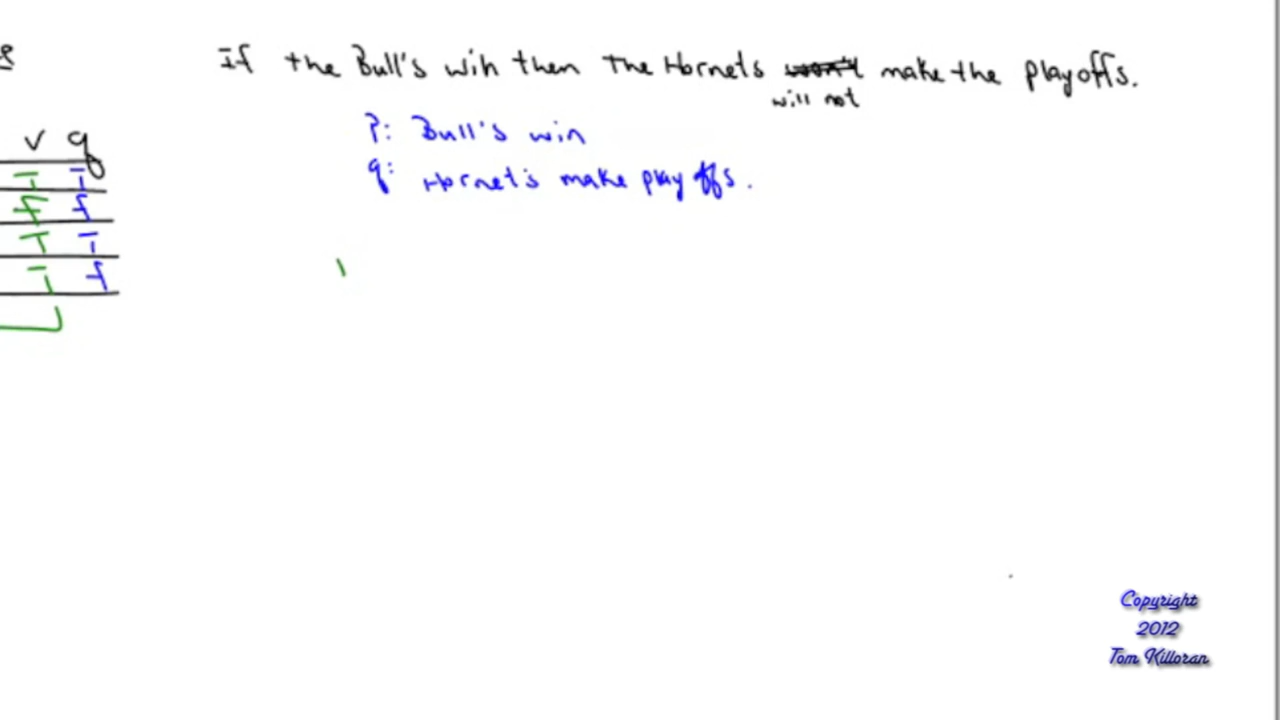 If the Bull's win then the Hornets won't make the playoffs.
will not
P: Bull's win
q: Hornet's make playoffs.
v q
T T
f f
T T
T f
Copyright
2012
Tom Killoran